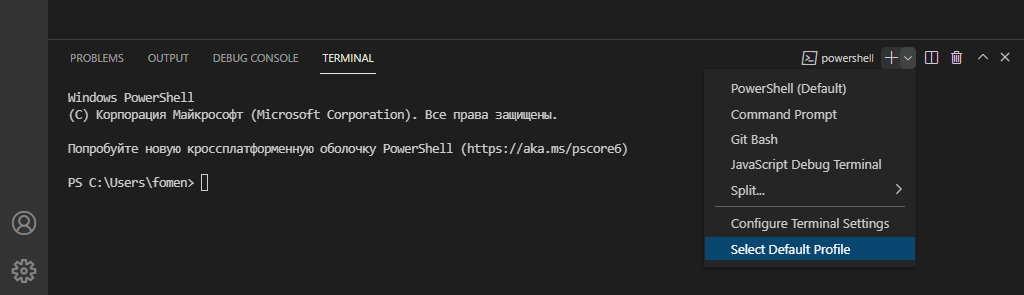 PROBLEMS OUTPUT DEBUG CONSOLE TERMINAL powershell
Windows PowerShell
(C) Корпорация Майкрософт (Microsoft Corporation). Все права защищены.
Попробуйте новую кроссплатформенную оболочку PowerShell (https://aka.ms/pscore6)
PS C:\Users\fomen>
PowerShell (Default)
Command Prompt
Git Bash
JavaScript Debug Terminal
Split...
Configure Terminal Settings
Select Default Profile